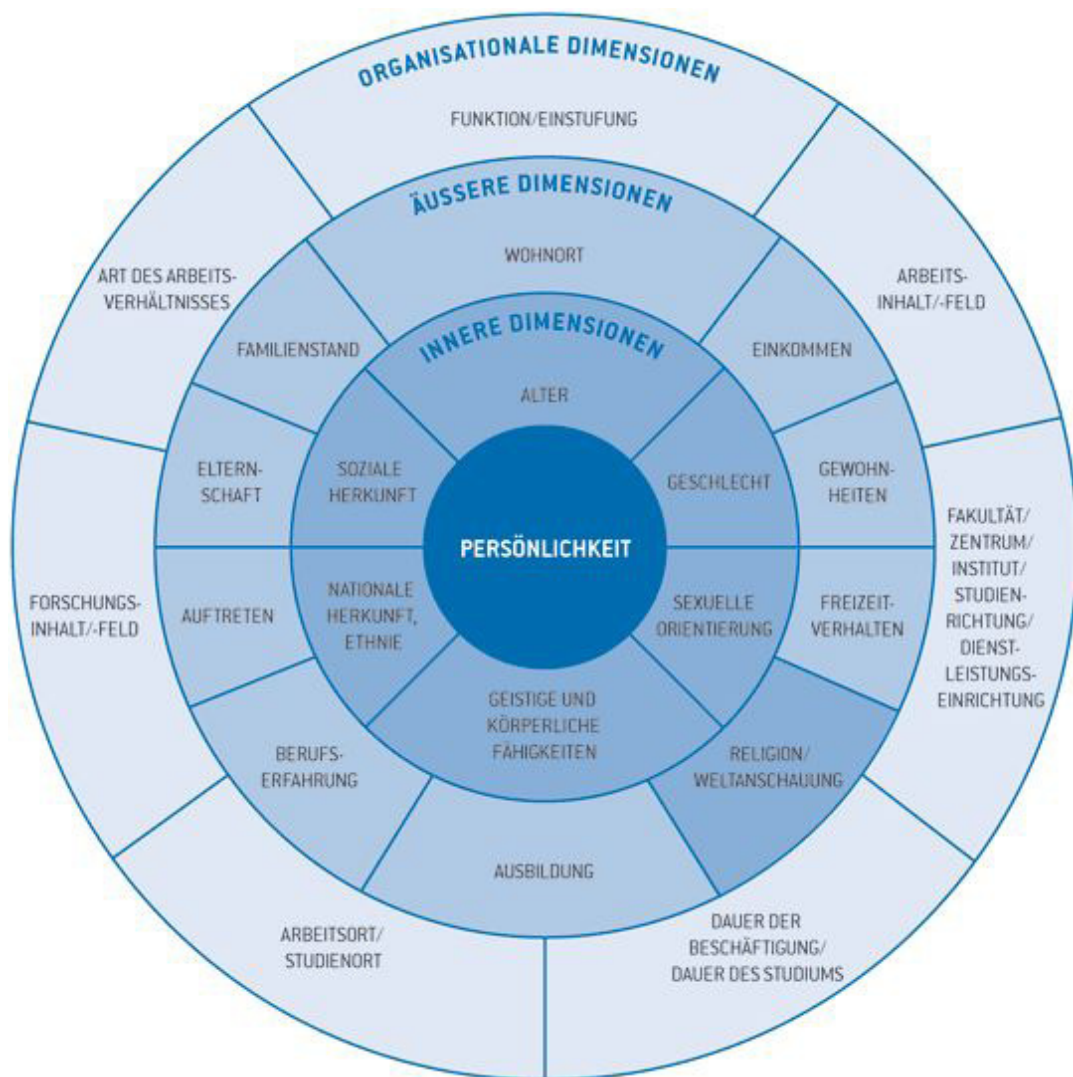 ORGANISATIONALE DIMENSIONEN
FUNKTION/EINSTUFUNG
ÄUSSERE DIMENSIONEN
WOHNORT
INNERE DIMENSIONEN
ALTER
ART DES ARBEITS-
VERHÄLTNISSES
ARBEITS-
INHALT/-FELD
FAMILIENSTAND
EINKOMMEN
ELTERN-
SCHAFT
SOZIALE
HERKUNFT
GESCHLECHT
GEWOHN-
HEITEN
PERSÖNLICHKEIT
FAKULTÄT/
ZENTRUM/
INSTITUT/
STUDIEN-
RICHTUNG/
DIENST-
LEISTUNGS-
EINRICHTUNG
FORSCHUNGS-
INHALT/-FELD
AUFTRETEN
NATIONALE
HERKUNFT,
ETHNIE
SEXUELLE
ORIENTIERUNG
FREIZEIT-
VERHALTEN
GEISTIGE UND
KÖRPERLICHE
FÄHIGKEITEN
BERUFS-
ERFAHRUNG
RELIGION/
WELTANSCHAUUNG
AUSBILDUNG
ARBEITSORT/
STUDIENORT
DAUER DER
BESCHÄFTIGUNG/
DAUER DES STUDIUMS